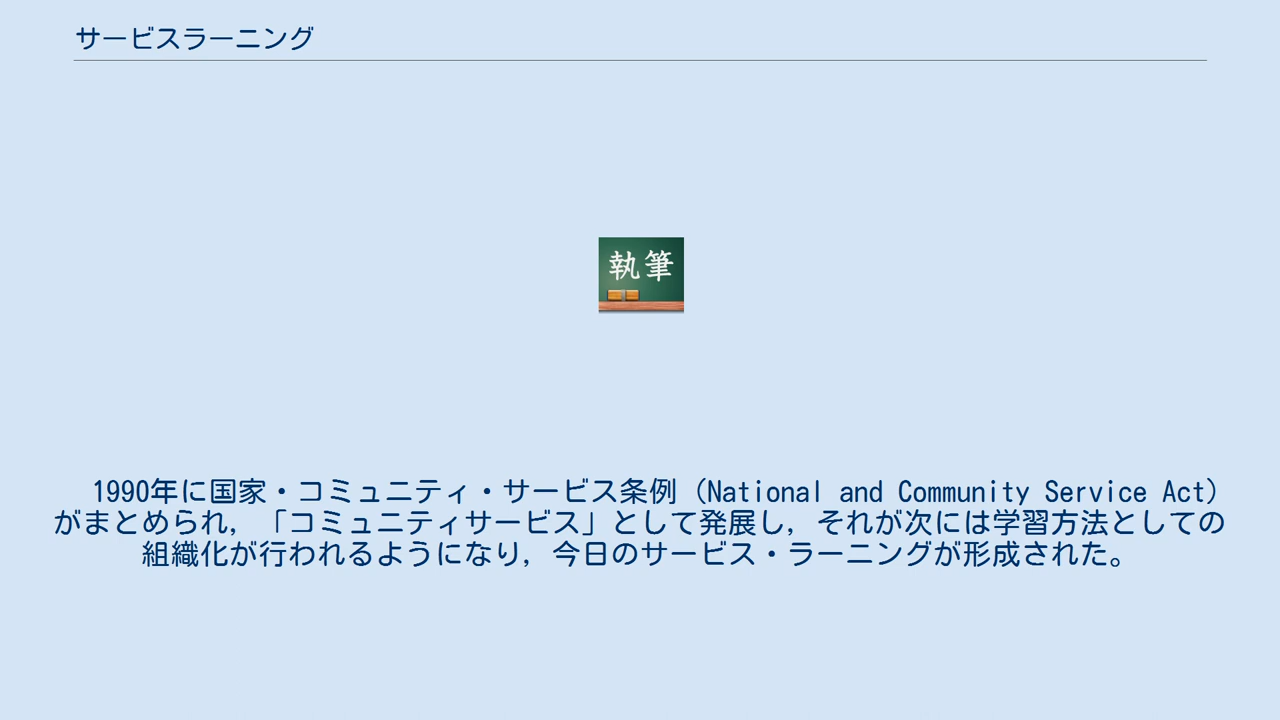 サービスラーニング
執筆
1990年に国家・コミュニティ・サービス条例（National and Community Service Act）
がまとめられ，「コミュニティサービス」として発展し，それが次には学習方法としての
組織化が行われるようになり，今日のサービス・ラーニングが形成された。